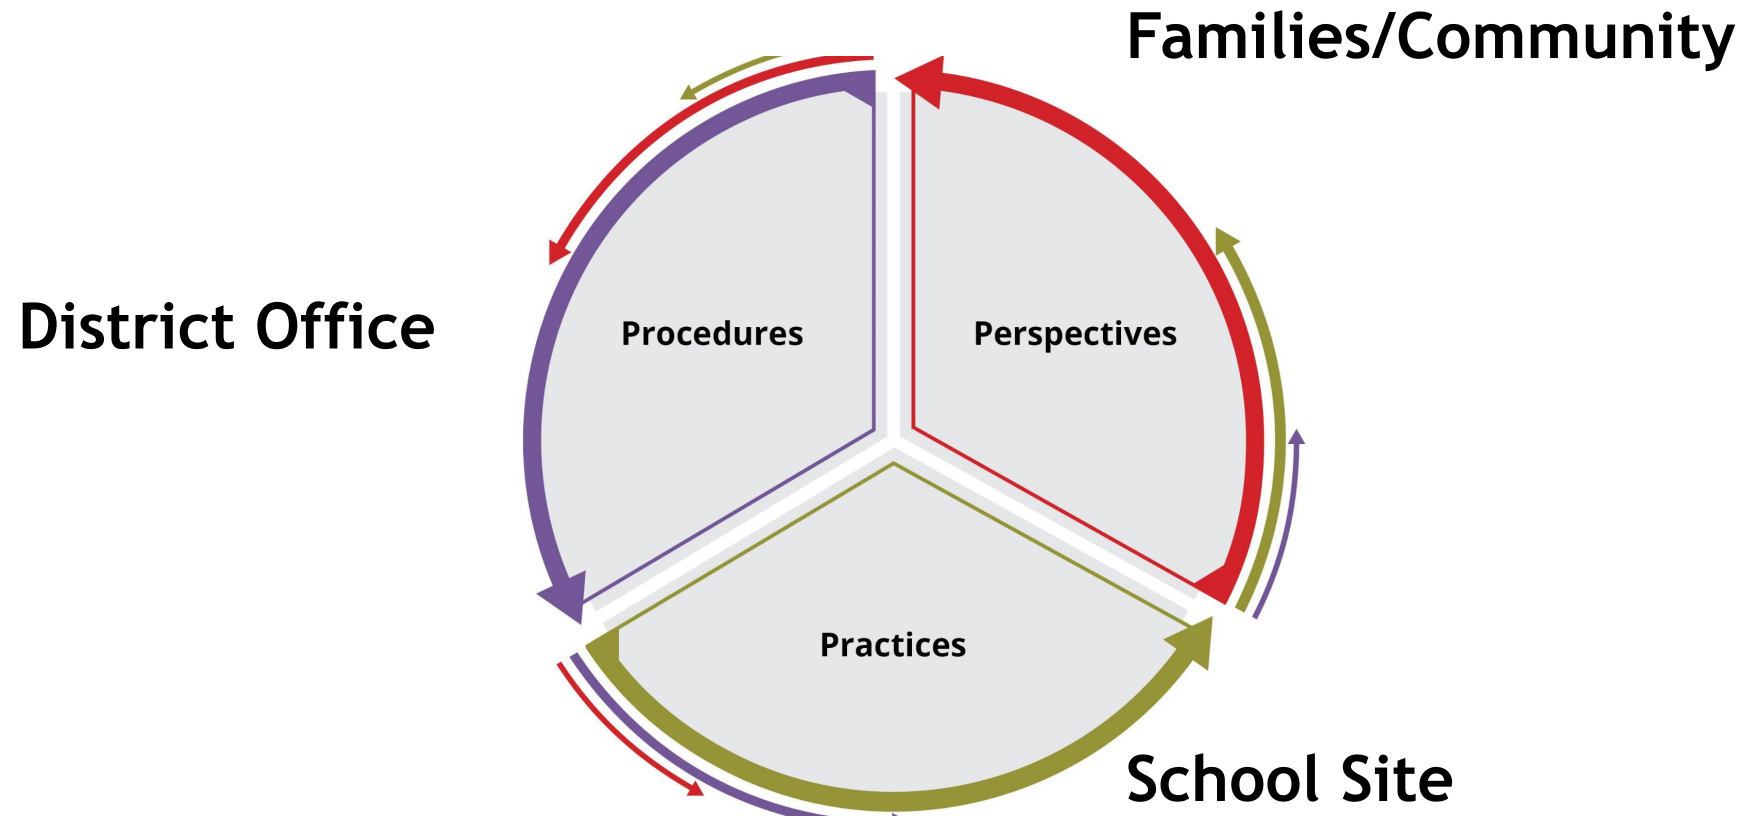 Families/Community
District Office
Procedures
Perspectives
Practices
School Site